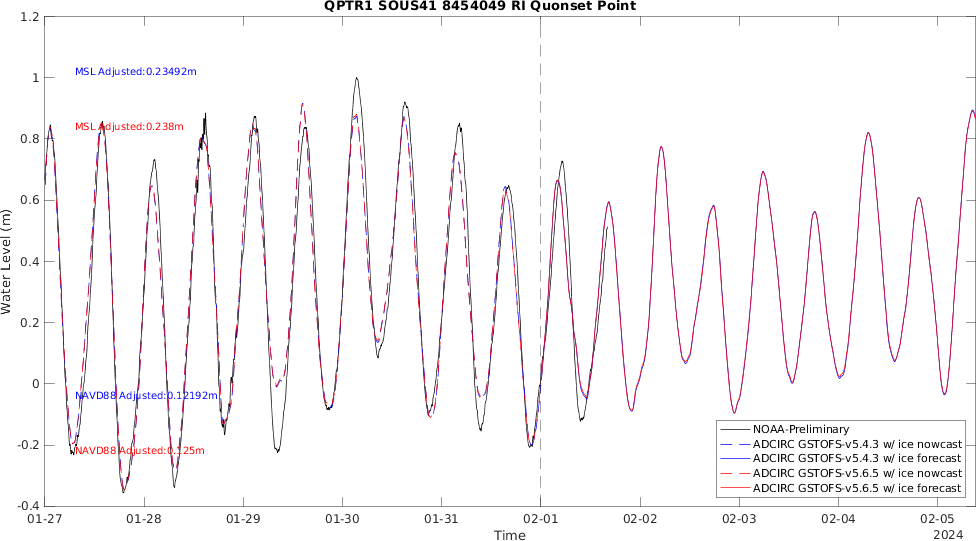 QPTR1 SOUS41 8454049 RI Quonset Point
1.2
1
0.8
0.6
0.4
0.2
0
-0.2
-0.4
Water Level (m)
MSL Adjusted:0.23492m
MSL Adjusted:0.238m
NAVD88 Adjusted:0.12192m
NAVD88 Adjusted:0.125m
NOAA-Preliminary
ADCIRC GSTOFS-v5.4.3 w/ ice nowcast
ADCIRC GSTOFS-v5.4.3 w/ ice forecast
ADCIRC GSTOFS-v5.6.5 w/ ice nowcast
ADCIRC GSTOFS-v5.6.5 w/ ice forecast
01-27 01-28 01-29 01-30 01-31 02-01 02-02 02-03 02-04 02-05
Time
2024